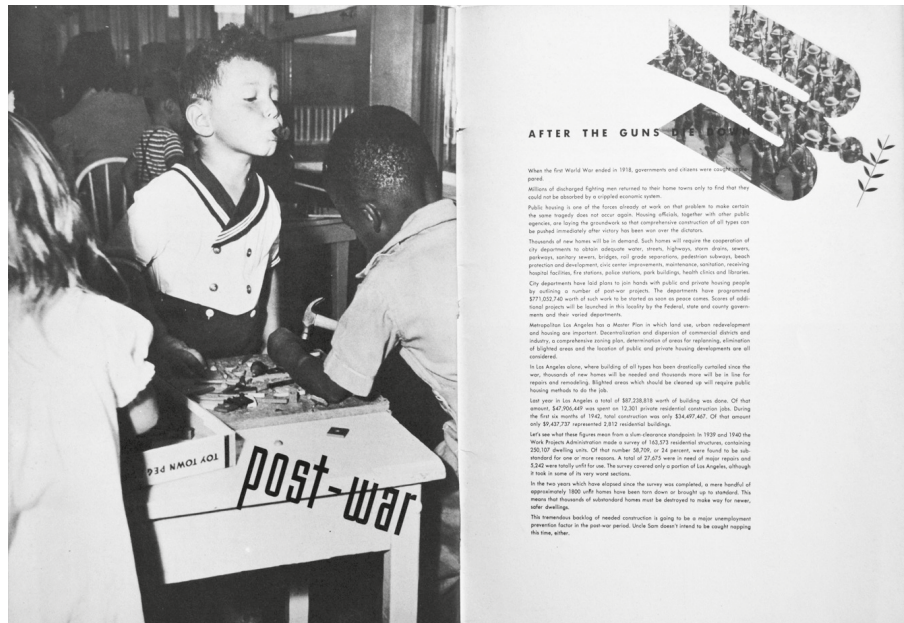 TOY TOWN PEG
post-war
AFTER THE GUNS DIE DOWN
When the first World War ended in 1918, governments and citizens were caught
pared.
Millions of discharged fighting men returned to their home towns only to find that they
could not be absorbed by a crippled economic system.
Public housing is one of the forces already at work on that problem to make certain
the same tragedy does not occur again. Housing officials, together with other public
agencies, are laying the groundwork so that comprehensive construction of all types can
be pushed immediately after victory has been won over the dictators.
Thousands of new homes will be in demand. Such homes will require the cooperation of
city departments to obtain adequate water, streets, highways, storm drains, sewers,
parkways, sanitary sewers, bridges, rail grade separations, pedestrian subways, beach
protection and development, civic center improvements, maintenance, sanitation, receiving
hospital facilities, fire stations, police stations, park buildings, health clinics and libraries.
City departments have laid plans to join hands with public and private housing people
by outlining a number of post-war projects. The departments have programmed
$771,052,740 worth of such work to be started as soon as peace comes. Scores of addi-
tional projects will be launched in this locality by the Federal, state and county govern-
ments and their varied departments.
Metropolitan Los Angeles has a Master Plan in which land use, urban redevelopment
and housing are important. Decentralization and dispersion of commercial districts and
industry, a comprehensive zoning plan, determination of areas for replanning, elimination
of blighted areas and the location of public and private housing developments are all
considered.
In Los Angeles alone, where building of all types has been drastically curtailed since the
war, thousands of new homes will be needed and thousands more will be in line for
repairs and remodeling. Blighted areas which should be cleaned up will require public
housing methods to do the job.
Last year in Los Angeles a total of $87,238,818 worth of building was done. Of that
amount, $47,906,449 was spent on 12,301 private residential construction jobs. During
the first six months of 1942, total construction was only $34,497,467. Of that amount
only $9,437,737 represented 2,812 residential buildings.
Let's see what these figures mean from a slum-clearance standpoint: In 1939 and 1940 the
Work Projects Administration made a survey of 163,573 residential structures, containing
250,107 dwelling units. Of that number 58,709, or 24 percent, were found to be sub-
standard for one or more reasons. A total of 27,675 were in need of major repairs and
5,242 were totally unfit for use. The survey covered only a portion of Los Angeles, although
it took in some of its very worst sections.
In the two years which have elapsed since the survey was completed, a mere handful of
approximately 1800 unfit homes have been torn down or brought up to standard. This
means that thousands of substandard homes must be destroyed to make way for newer,
safer dwellings.
This tremendous backlog of needed construction is going to be a major unemployment
prevention factor in the post-war period. Uncle Sam doesn't intend to be caught napping
this time, either.